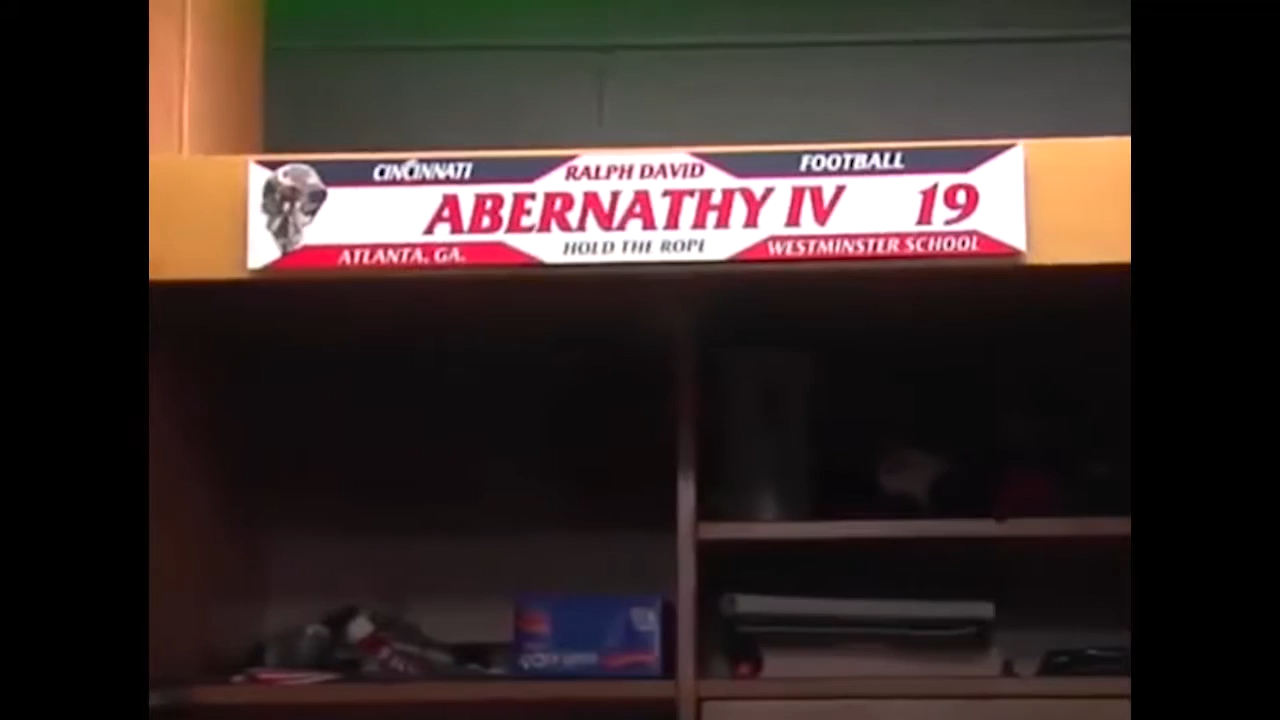 CINCINNATI RALPH DAVID FOOTBALL
ABERNATHY IV 19
ATLANTA, GA. HOLD THE ROPE WESTMINSTER SCHOOL